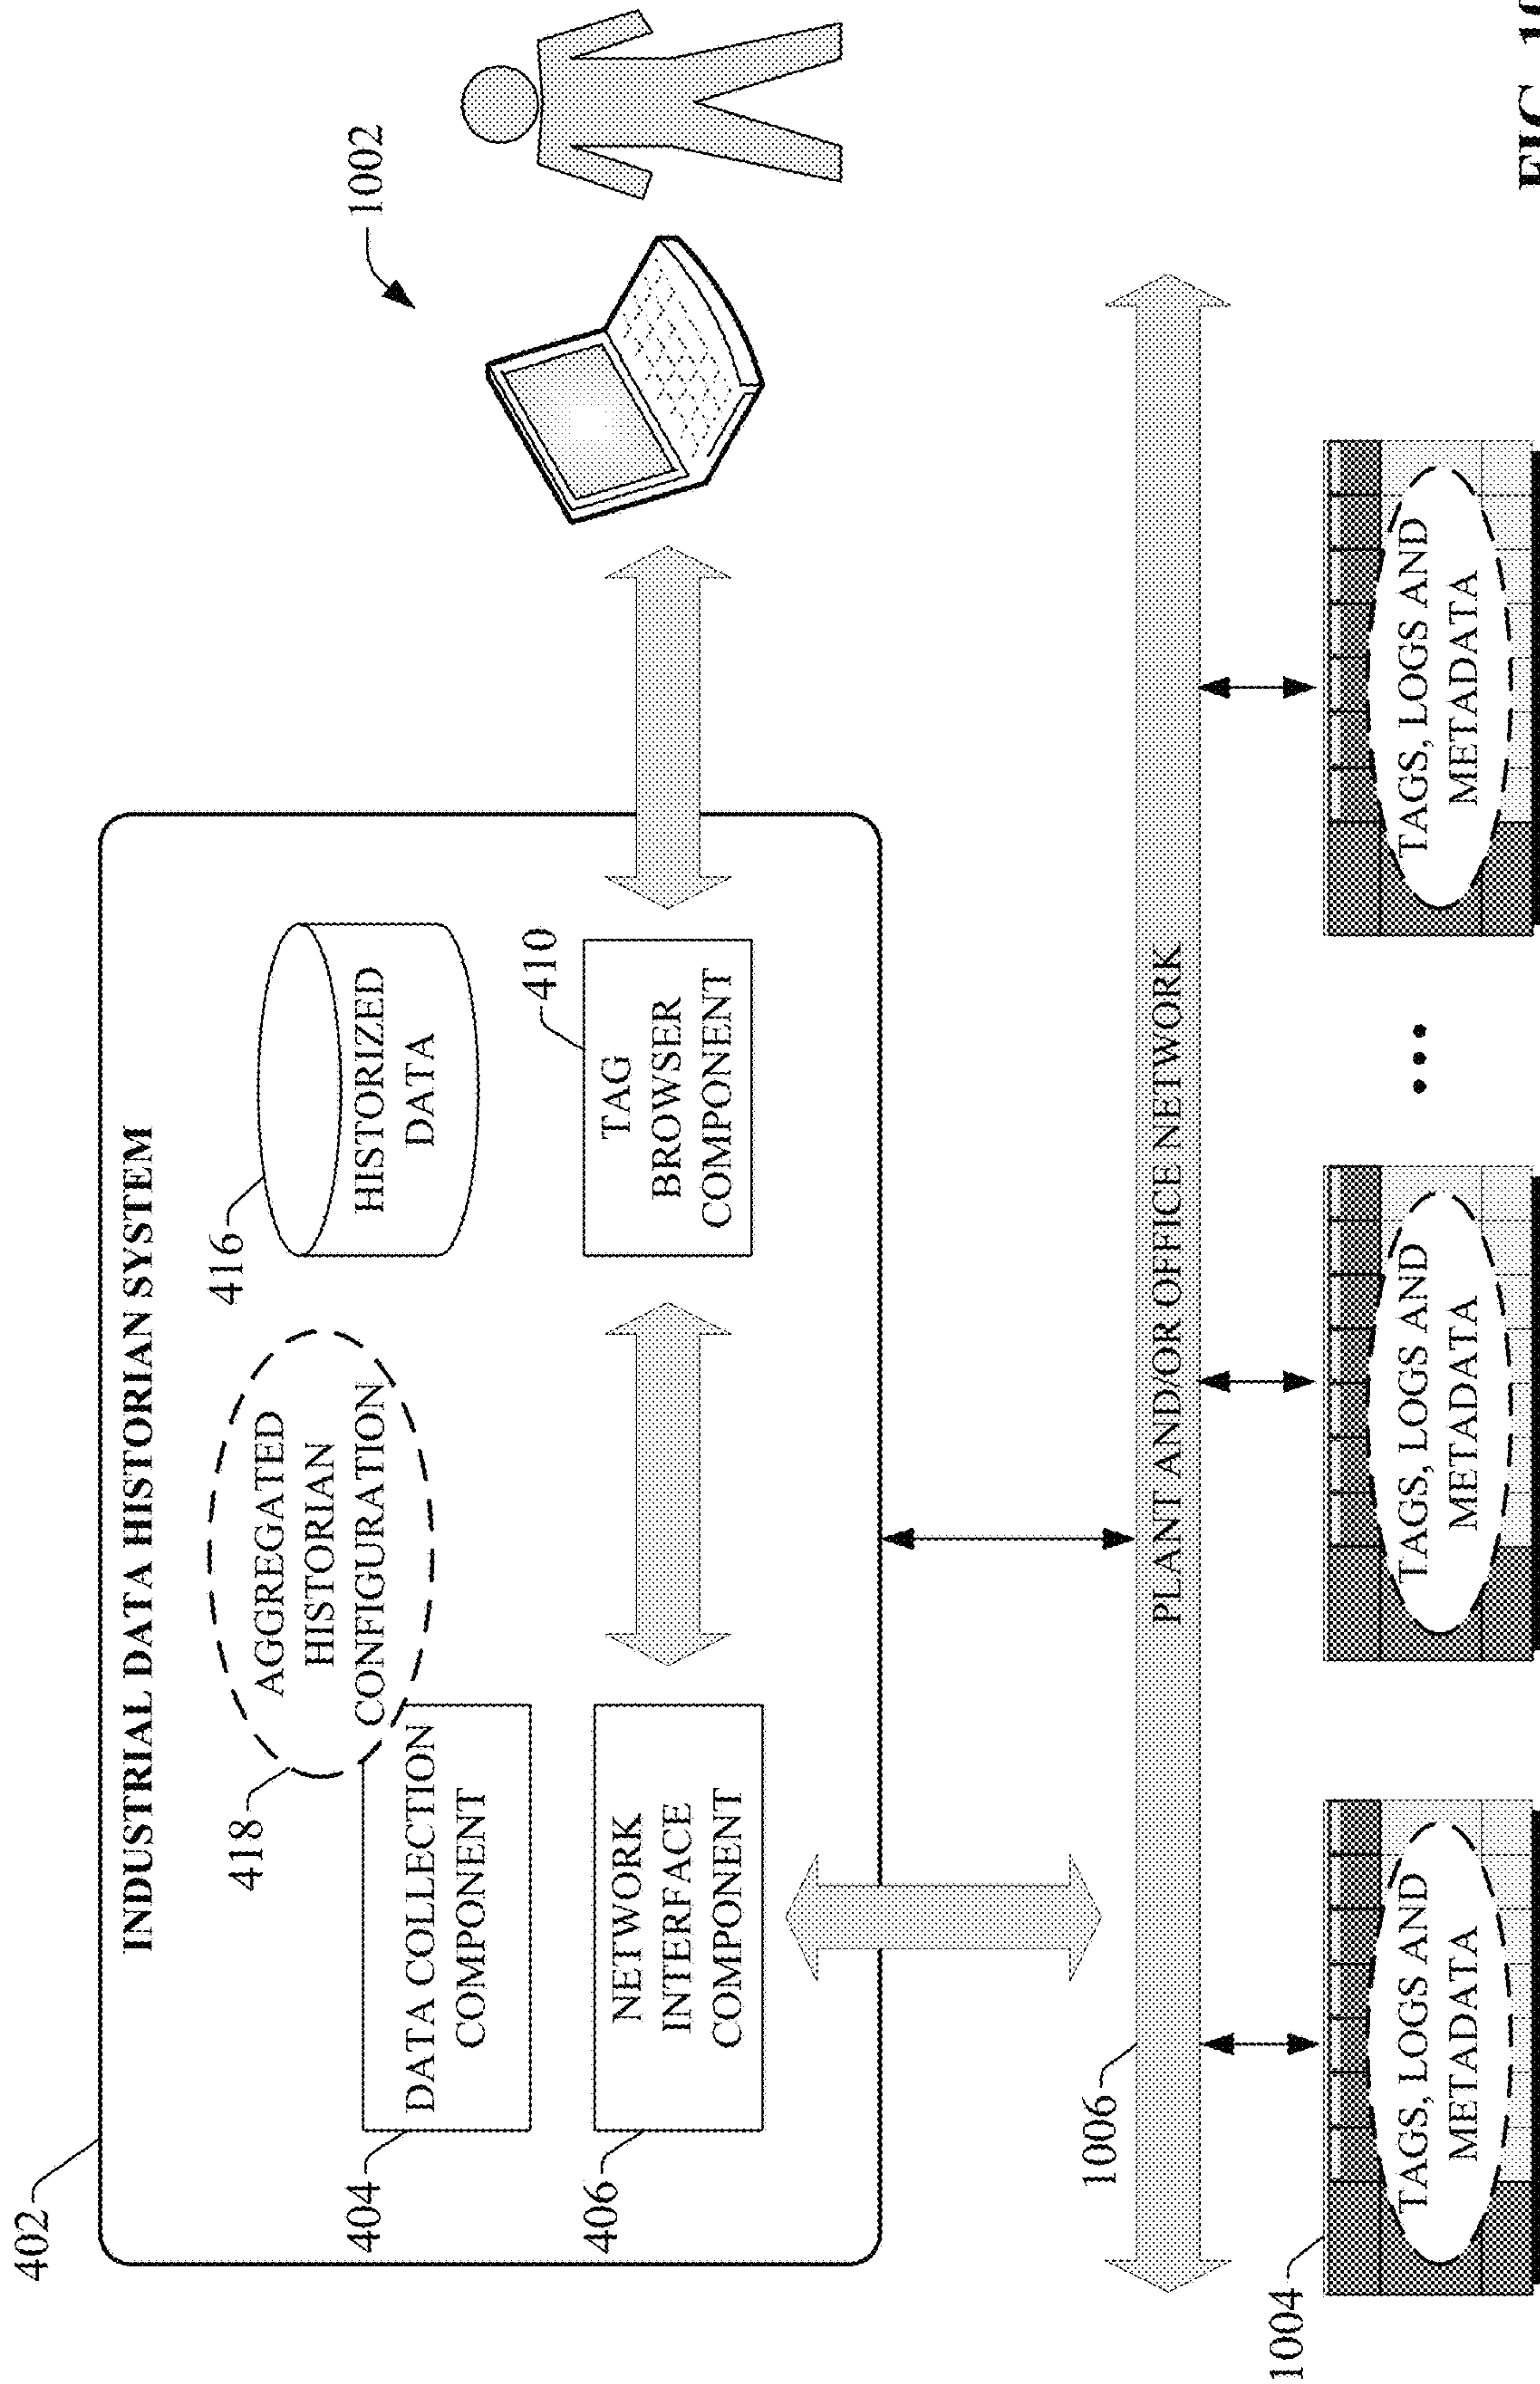 402
INDUSTRIAL DATA HISTORIAN SYSTEM
418
AGGREGATED
HISTORIAN
CONFIGURATION
416
HISTORIZED
DATA
404
DATA COLLECTION
COMPONENT
406
NETWORK
INTERFACE
COMPONENT
410
TAG
BROWSER
COMPONENT
1002
1006
PLANT AND/OR OFFICE NETWORK
1004
TAGS, LOGS AND
METADATA
TAGS, LOGS AND
METADATA
...
TAGS, LOGS AND
METADATA
FIG. 10